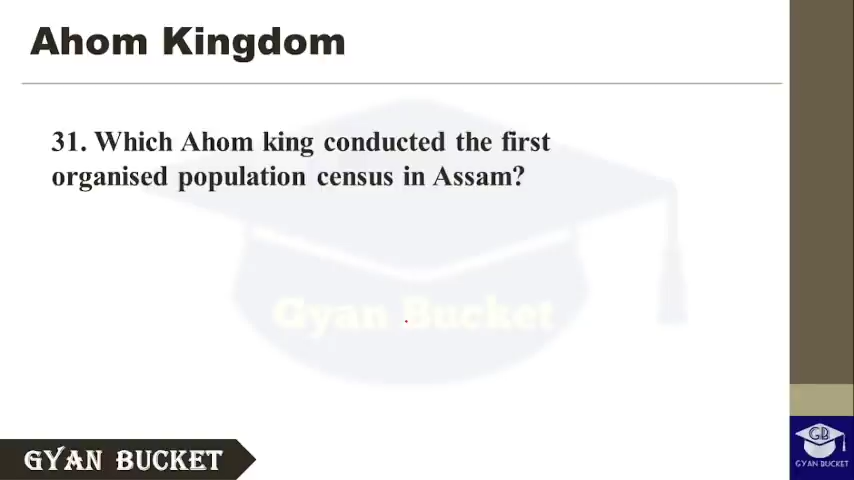 Ahom Kingdom
31. Which Ahom king conducted the first
organised population census in Assam?
Gyan Bucket
GYAN BUCKET
GB
GYAN BUCKET